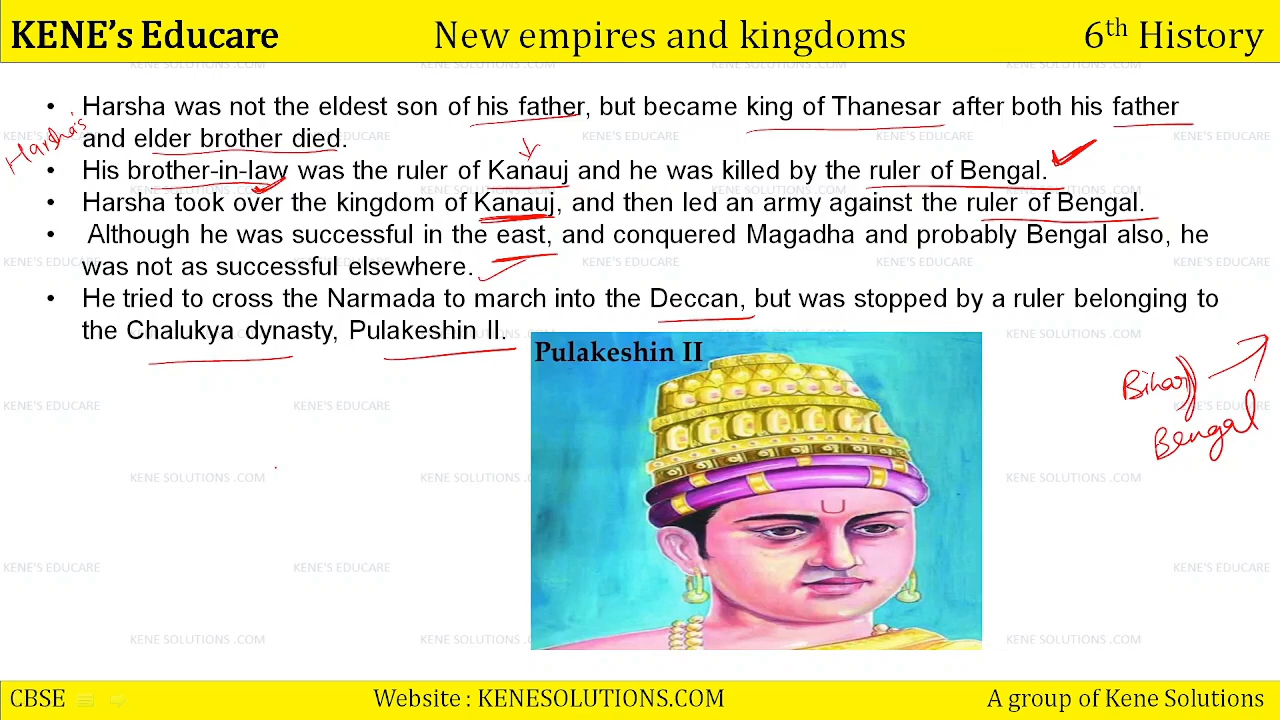 KENE's Educare New empires and kingdoms 6th History
• Harsha was not the eldest son of his father, but became king of Thanesar after both his father
Harsha's
and elder brother died.
• His brother-in-law was the ruler of Kanauj and he was killed by the ruler of Bengal.
• Harsha took over the kingdom of Kanauj, and then led an army against the ruler of Bengal.
• Although he was successful in the east, and conquered Magadha and probably Bengal also, he
was not as successful elsewhere.
• He tried to cross the Narmada to march into the Deccan, but was stopped by a ruler belonging to
the Chalukya dynasty, Pulakeshin II.
Pulakeshin II
Bihar
Bengal
KENE SOLUTIONS .COM
KENE'S EDUCARE
CBSE Website : KENESOLUTIONS.COM A group of Kene Solutions